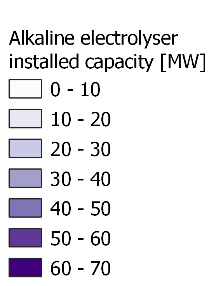 Alkaline electrolyser
installed capacity [MW]
0 - 10
10 - 20
20 - 30
30 - 40
40 - 50
50 - 60
60 - 70